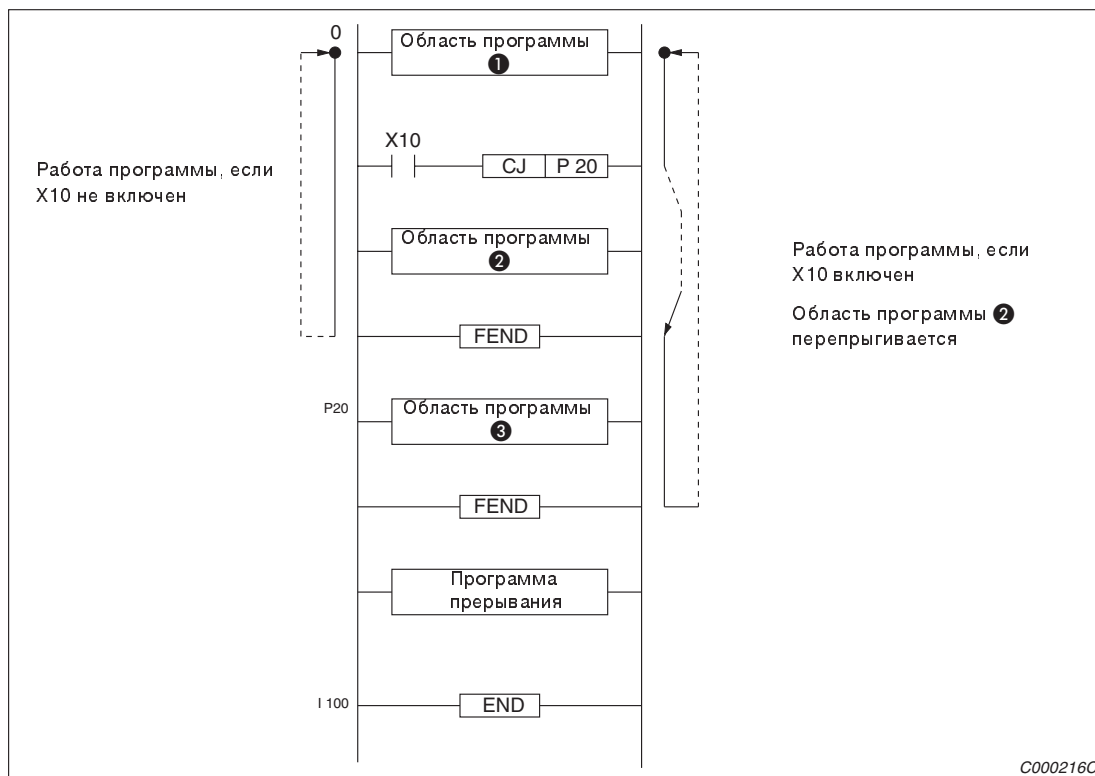 0
Область программы
❶
X10
CJ P 20
Работа программы, если
X10 не включен
Область программы
❷
Работа программы, если
X10 включен
Область программы ❷
перепрыгивается
FEND
P20
Область программы
❸
FEND
Программа
прерывания
I 100
END
C000216C